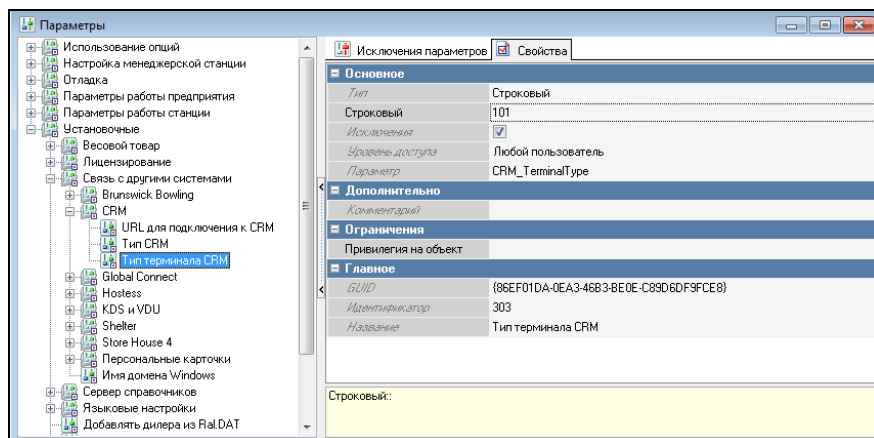 Параметры
Использование опций
Настройка менеджерской станции
Отладка
Параметры работы предприятия
Параметры работы станции
Установочные
Весовой товар
Лицензирование
Связь с другими системами
Brunswick Bowling
CRM
URL для подключения к CRM
Тип CRM
Тип терминала CRM
Global Connect
Hostess
KDS и VDU
Shelter
Store House 4
Персональные карточки
Имя домена Windows
Сервер справочников
Языковые настройки
Добавлять дилера из Ral.DAT
Исключения параметров Свойства
Основное
Тип Строковый
Строковый 101
Исключения
Уровень доступа Любой пользователь
Параметр CRM_TerminalType
Дополнительно
Комментарий
Ограничения
Привилегия на объект
Главное
GUID {86EF01DA-0EA3-46B3-BE0E-C89D6DF9FCE8}
Идентификатор 303
Название Тип терминала CRM
Строковый::